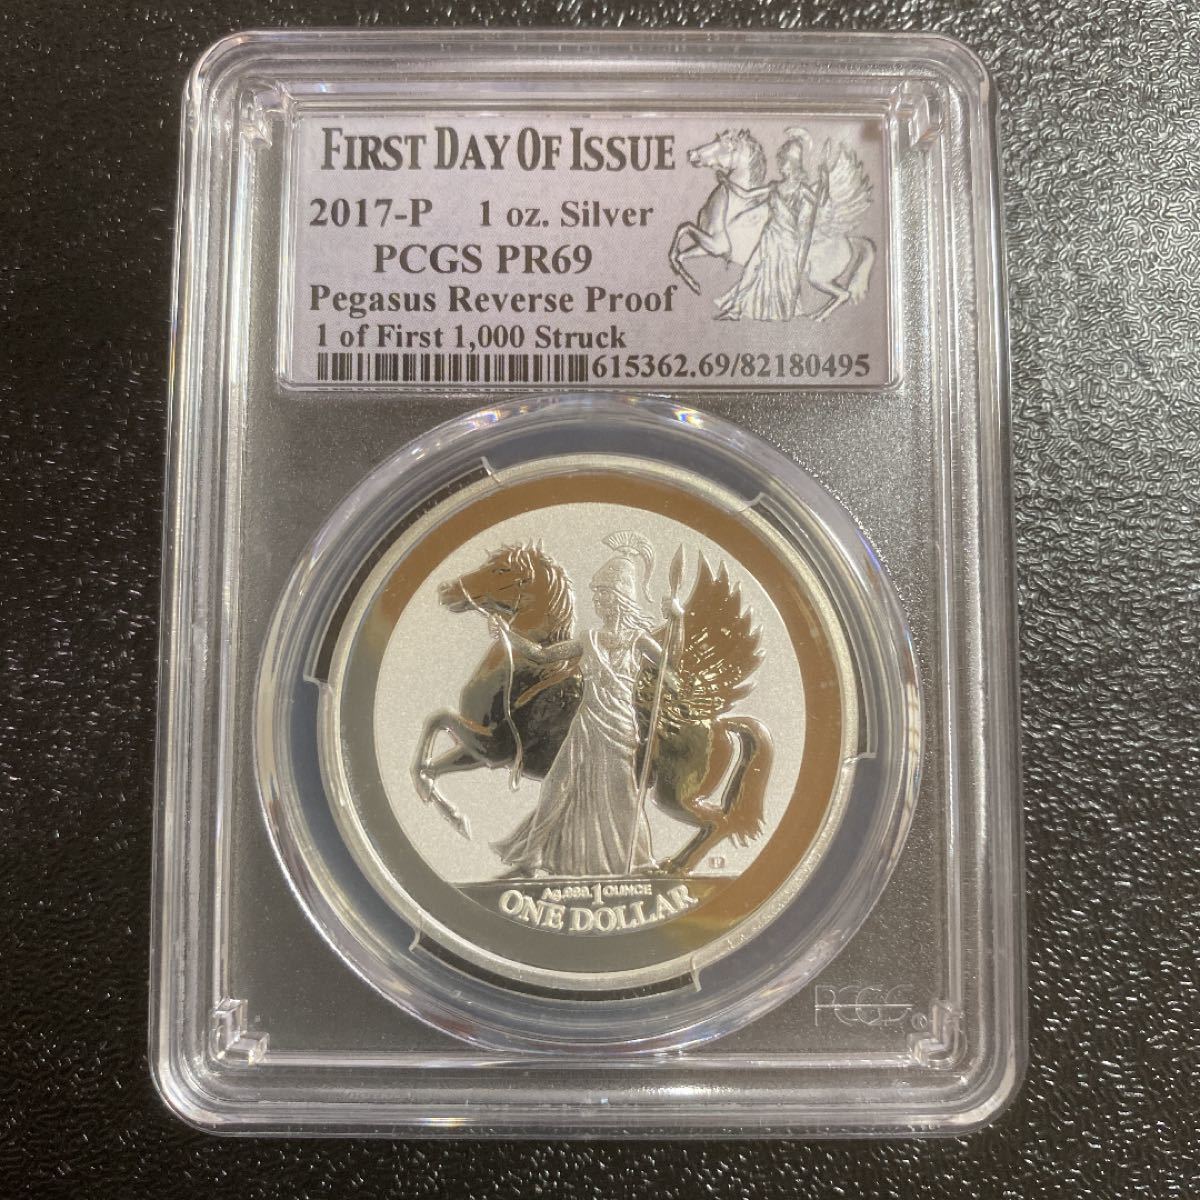 FIRST DAY OF ISSUE
2017-P 1 oz. Silver
PCGS PR69
Pegasus Reverse Proof
1 of First 1,000 Struck
615362.69/82180495
P
Ag.999.1 OUNCE
ONE DOLLAR
PCGS